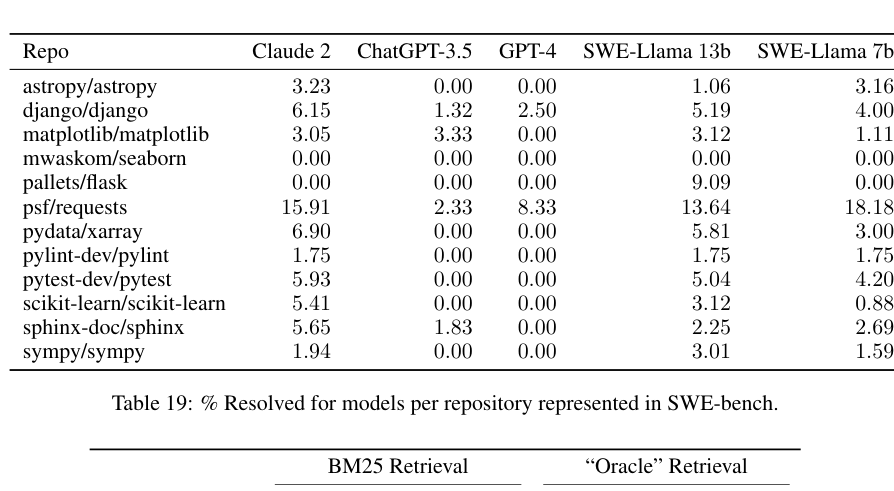 Repo Claude 2 ChatGPT-3.5 GPT-4 SWE-Llama 13b SWE-Llama 7b
astropy/astropy 3.23 0.00 0.00 1.06 3.16
django/django 6.15 1.32 2.50 5.19 4.00
matplotlib/matplotlib 3.05 3.33 0.00 3.12 1.11
mwaskom/seaborn 0.00 0.00 0.00 0.00 0.00
pallets/flask 0.00 0.00 0.00 9.09 0.00
psf/requests 15.91 2.33 8.33 13.64 18.18
pydata/xarray 6.90 0.00 0.00 5.81 3.00
pylint-dev/pylint 1.75 0.00 0.00 1.75 1.75
pytest-dev/pytest 5.93 0.00 0.00 5.04 4.20
scikit-learn/scikit-learn 5.41 0.00 0.00 3.12 0.88
sphinx-doc/sphinx 5.65 1.83 0.00 2.25 2.69
sympy/sympy 1.94 0.00 0.00 3.01 1.59
Table 19: % Resolved for models per repository represented in SWE-bench.
BM25 Retrieval “Oracle” Retrieval